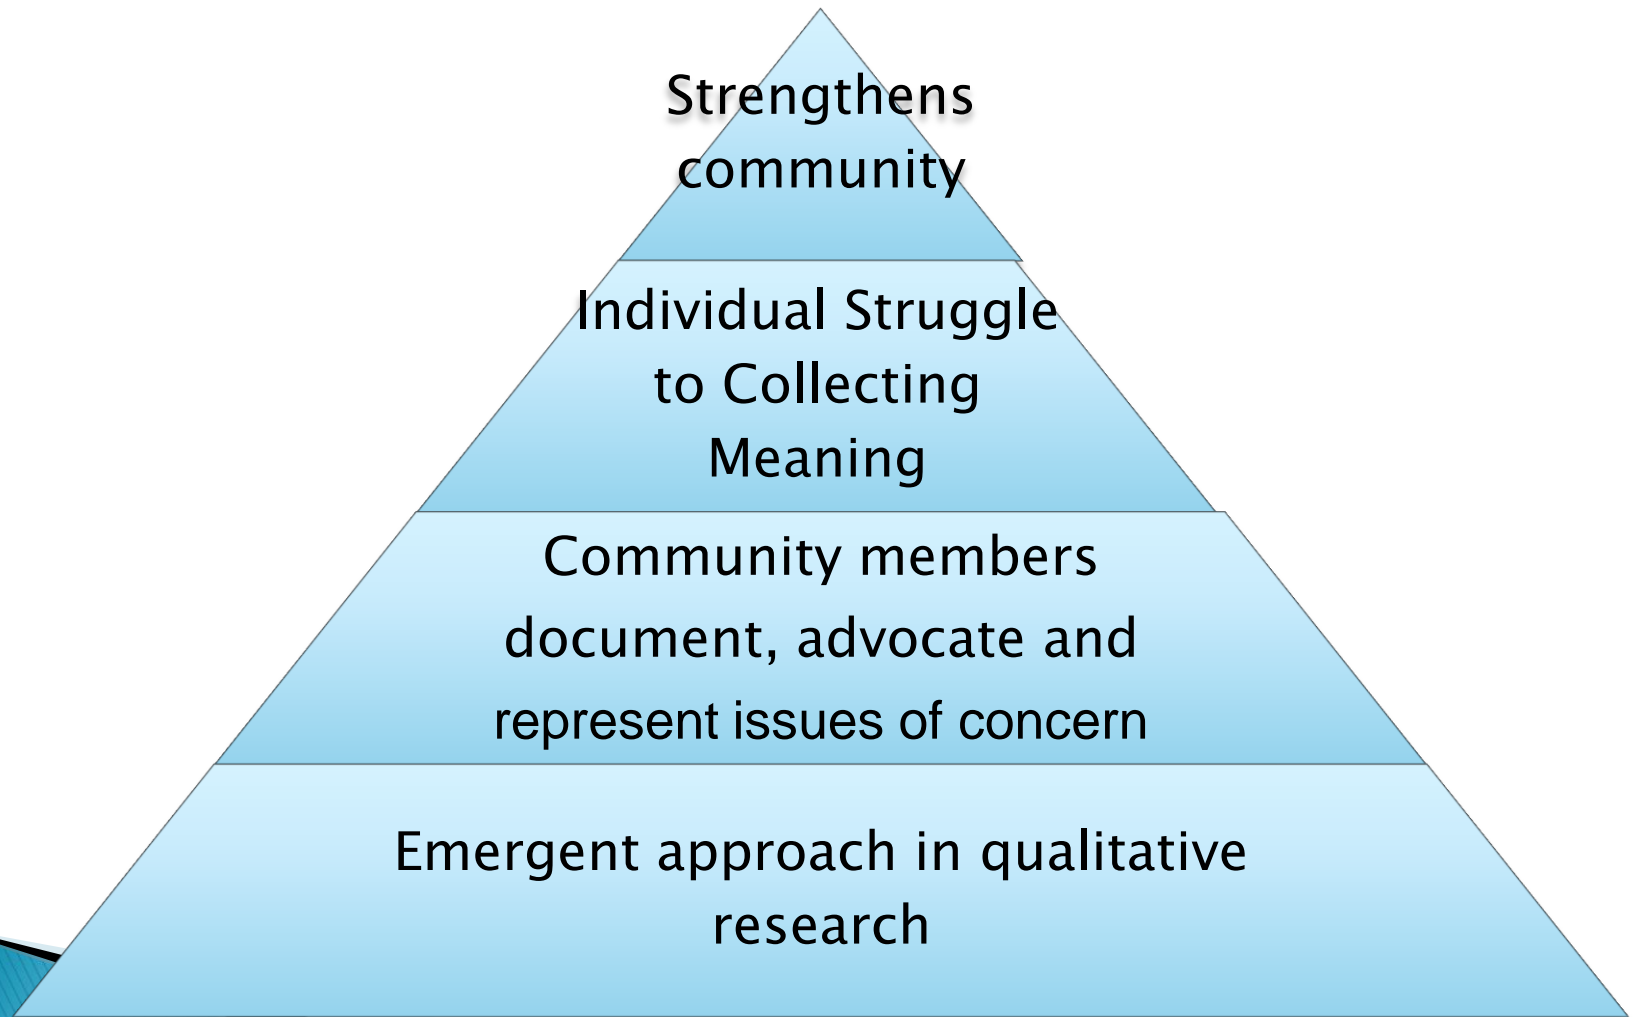 Strengthens
community
Individual Struggle
to Collecting
Meaning
Community members
document, advocate and
represent issues of concern
Emergent approach in qualitative
research